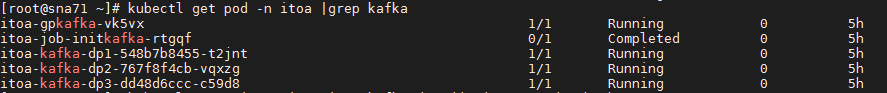 [root@sna71 ~]# kubectl get pod -n itoa |grep kafka
itoa-gpkafka-vk5vx 1/1 Running 0 5h
itoa-job-initkafka-rtgqf 0/1 Completed 0 5h
itoa-kafka-dp1-548b7b8455-t2jnt 1/1 Running 0 5h
itoa-kafka-dp2-767f8f4cb-vqxzg 1/1 Running 0 5h
itoa-kafka-dp3-dd48d6ccc-c59d8 1/1 Running 0 5h